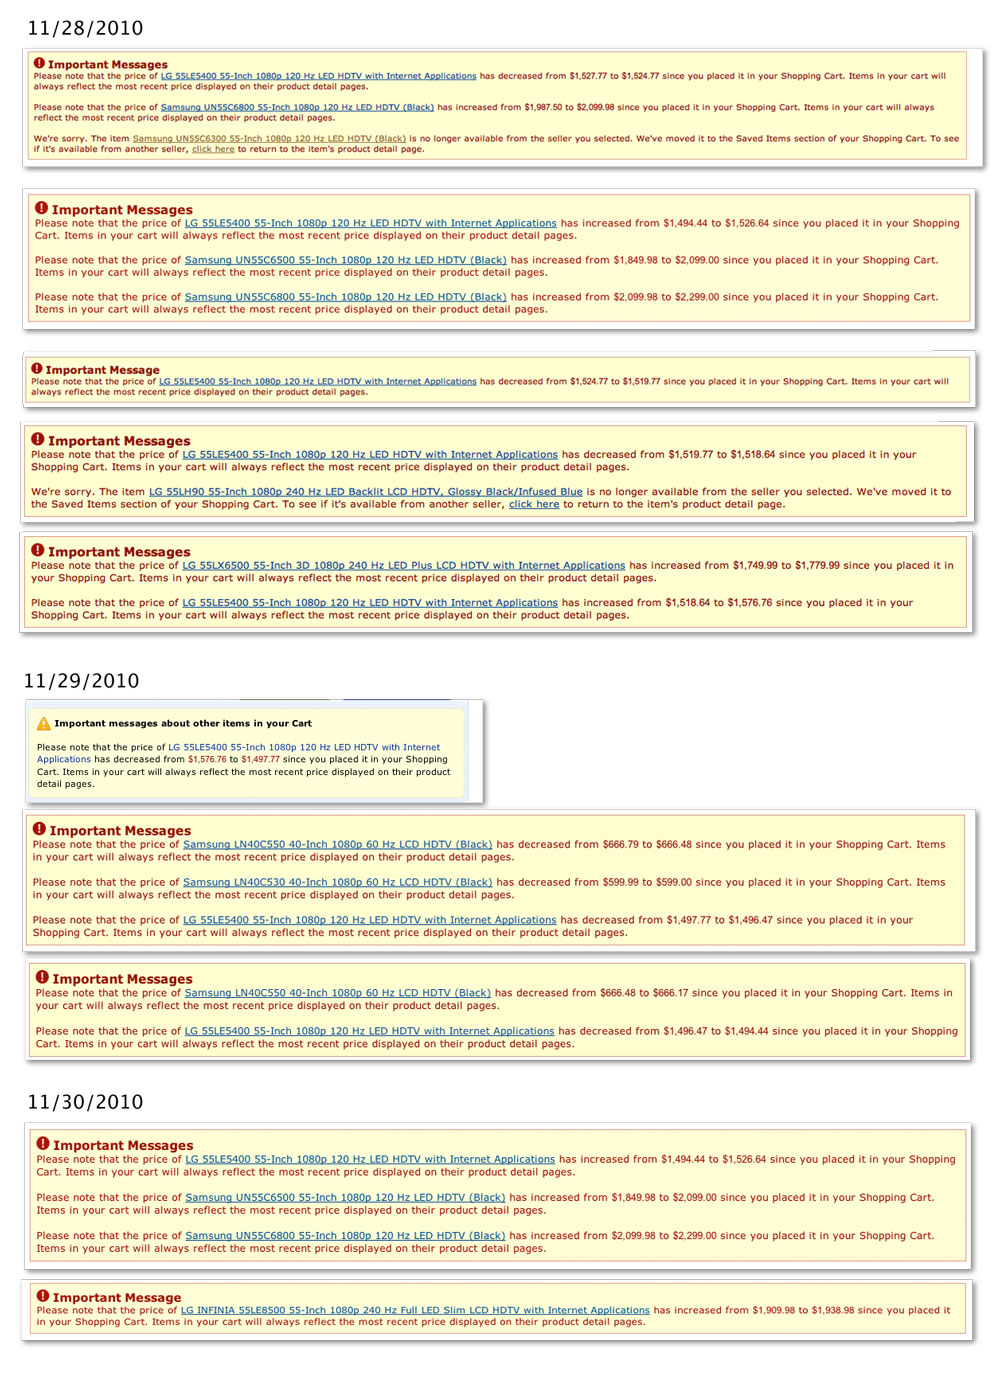 11/28/2010
Important Messages
Please note that the price of LG 55LE5400 55-Inch 1080p 120 Hz LED HDTV with Internet Applications has decreased from $1,527.77 to $1,524.77 since you placed it in your Shopping Cart. Items in your cart will
always reflect the most recent price displayed on their product detail pages.
Please note that the price of Samsung UN55C6800 55-Inch 1080p 120 Hz LED HDTV (Black) has increased from $1,987.50 to $2,099.98 since you placed it in your Shopping Cart. Items in your cart will always
reflect the most recent price displayed on their product detail pages.
We're sorry. The item Samsung UN55C6300 55-Inch 1080p 120 Hz LED HDTV (Black) is no longer available from the seller you selected. We've moved it to the Saved Items section of your Shopping Cart. To see
if it's available from another seller, click here to return to the item's product detail page.
Important Messages
Please note that the price of LG 55LE5400 55-Inch 1080p 120 Hz LED HDTV with Internet Applications has increased from $1,494.44 to $1,526.64 since you placed it in your Shopping
Cart. Items in your cart will always reflect the most recent price displayed on their product detail pages.
Please note that the price of Samsung UN55C6500 55-Inch 1080p 120 Hz LED HDTV (Black) has increased from $1,849.98 to $2,099.00 since you placed it in your Shopping Cart.
Items in your cart will always reflect the most recent price displayed on their product detail pages.
Please note that the price of Samsung UN55C6800 55-Inch 1080p 120 Hz LED HDTV (Black) has increased from $2,099.98 to $2,299.00 since you placed it in your Shopping Cart.
Items in your cart will always reflect the most recent price displayed on their product detail pages.
Important Message
Please note that the price of LG 55LE5400 55-Inch 1080p 120 Hz LED HDTV with Internet Applications has decreased from $1,524.77 to $1,519.77 since you placed it in your Shopping Cart. Items in your cart will
always reflect the most recent price displayed on their product detail pages.
Important Messages
Please note that the price of LG 55LE5400 55-Inch 1080p 120 Hz LED HDTV with Internet Applications has decreased from $1,519.77 to $1,518.64 since you placed it in your
Shopping Cart. Items in your cart will always reflect the most recent price displayed on their product detail pages.
We're sorry. The item LG 55LH90 55-Inch 1080p 240 Hz LED Backlit LCD HDTV, Glossy Black/Infused Blue is no longer available from the seller you selected. We've moved it to
the Saved Items section of your Shopping Cart. To see if it's available from another seller, click here to return to the item's product detail page.
Important Messages
Please note that the price of LG 55LX6500 55-Inch 3D 1080p 240 Hz LED Plus LCD HDTV with Internet Applications has increased from $1,749.99 to $1,779.99 since you placed it in
your Shopping Cart. Items in your cart will always reflect the most recent price displayed on their product detail pages.
Please note that the price of LG 55LE5400 55-Inch 1080p 120 Hz LED HDTV with Internet Applications has increased from $1,518.64 to $1,576.76 since you placed it in your
Shopping Cart. Items in your cart will always reflect the most recent price displayed on their product detail pages.
11/29/2010
Important messages about other items in your Cart
Please note that the price of LG 55LE5400 55-Inch 1080p 120 Hz LED HDTV with Internet
Applications has decreased from $1,576.76 to $1,497.77 since you placed it in your Shopping
Cart. Items in your cart will always reflect the most recent price displayed on their product
detail pages.
Important Messages
Please note that the price of Samsung LN40C550 40-Inch 1080p 60 Hz LCD HDTV (Black) has decreased from $666.79 to $666.48 since you placed it in your Shopping Cart. Items
in your cart will always reflect the most recent price displayed on their product detail pages.
Please note that the price of Samsung LN40C530 40-Inch 1080p 60 Hz LCD HDTV (Black) has decreased from $599.99 to $599.00 since you placed it in your Shopping Cart. Items
in your cart will always reflect the most recent price displayed on their product detail pages.
Please note that the price of LG 55LE5400 55-Inch 1080p 120 Hz LED HDTV with Internet Applications has decreased from $1,497.77 to $1,496.47 since you placed it in your
Shopping Cart. Items in your cart will always reflect the most recent price displayed on their product detail pages.
Important Messages
Please note that the price of Samsung LN40C550 40-Inch 1080p 60 Hz LCD HDTV (Black) has decreased from $666.48 to $666.17 since you placed it in your Shopping Cart. Items in
your cart will always reflect the most recent price displayed on their product detail pages.
Please note that the price of LG 55LE5400 55-Inch 1080p 120 Hz LED HDTV with Internet Applications has decreased from $1,496.47 to $1,494.44 since you placed it in your Shopping
Cart. Items in your cart will always reflect the most recent price displayed on their product detail pages.
11/30/2010
Important Messages
Please note that the price of LG 55LE5400 55-Inch 1080p 120 Hz LED HDTV with Internet Applications has increased from $1,494.44 to $1,526.64 since you placed it in your Shopping
Cart. Items in your cart will always reflect the most recent price displayed on their product detail pages.
Please note that the price of Samsung UN55C6500 55-Inch 1080p 120 Hz LED HDTV (Black) has increased from $1,849.98 to $2,099.00 since you placed it in your Shopping Cart.
Items in your cart will always reflect the most recent price displayed on their product detail pages.
Please note that the price of Samsung UN55C6800 55-Inch 1080p 120 Hz LED HDTV (Black) has increased from $2,099.98 to $2,299.00 since you placed it in your Shopping Cart.
Items in your cart will always reflect the most recent price displayed on their product detail pages.
Important Message
Please note that the price of LG INFINIA 55LE8500 55-Inch 1080p 240 Hz Full LED Slim LCD HDTV with Internet Applications has increased from $1,909.98 to $1,938.98 since you placed it
in your Shopping Cart. Items in your cart will always reflect the most recent price displayed on their product detail pages.